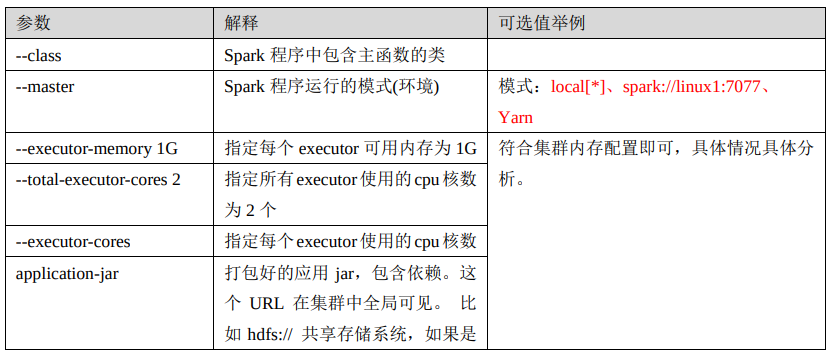 参数 解释 可选值举例
--class Spark 程序中包含主函数的类
--master Spark 程序运行的模式(环境) 模式：local[*]、spark://linux1:7077、
Yarn
--executor-memory 1G 指定每个 executor 可用内存为 1G 符合集群内存配置即可，具体情况具体分
--total-executor-cores 2 指定所有executor使用的cpu核数 析。
为 2 个
--executor-cores 指定每个executor使用的cpu核数
application-jar 打包好的应用 jar，包含依赖。这
个 URL 在集群中全局可见。 比
如 hdfs:// 共享存储系统，如果是